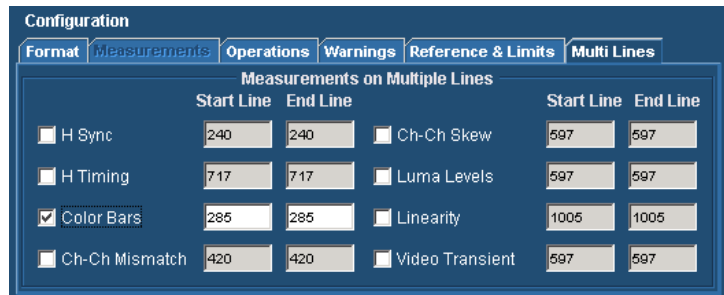 Configuration
Format Measurements Operations Warnings Reference & Limits Multi Lines
Measurements on Multiple Lines
Start Line End Line Start Line End Line
H Sync 240 240 Ch-Ch Skew 597 597
H Timing 717 717 Luma Levels 597 597
Color Bars 285 285 Linearity 1005 1005
Ch-Ch Mismatch 420 420 Video Transient 597 597